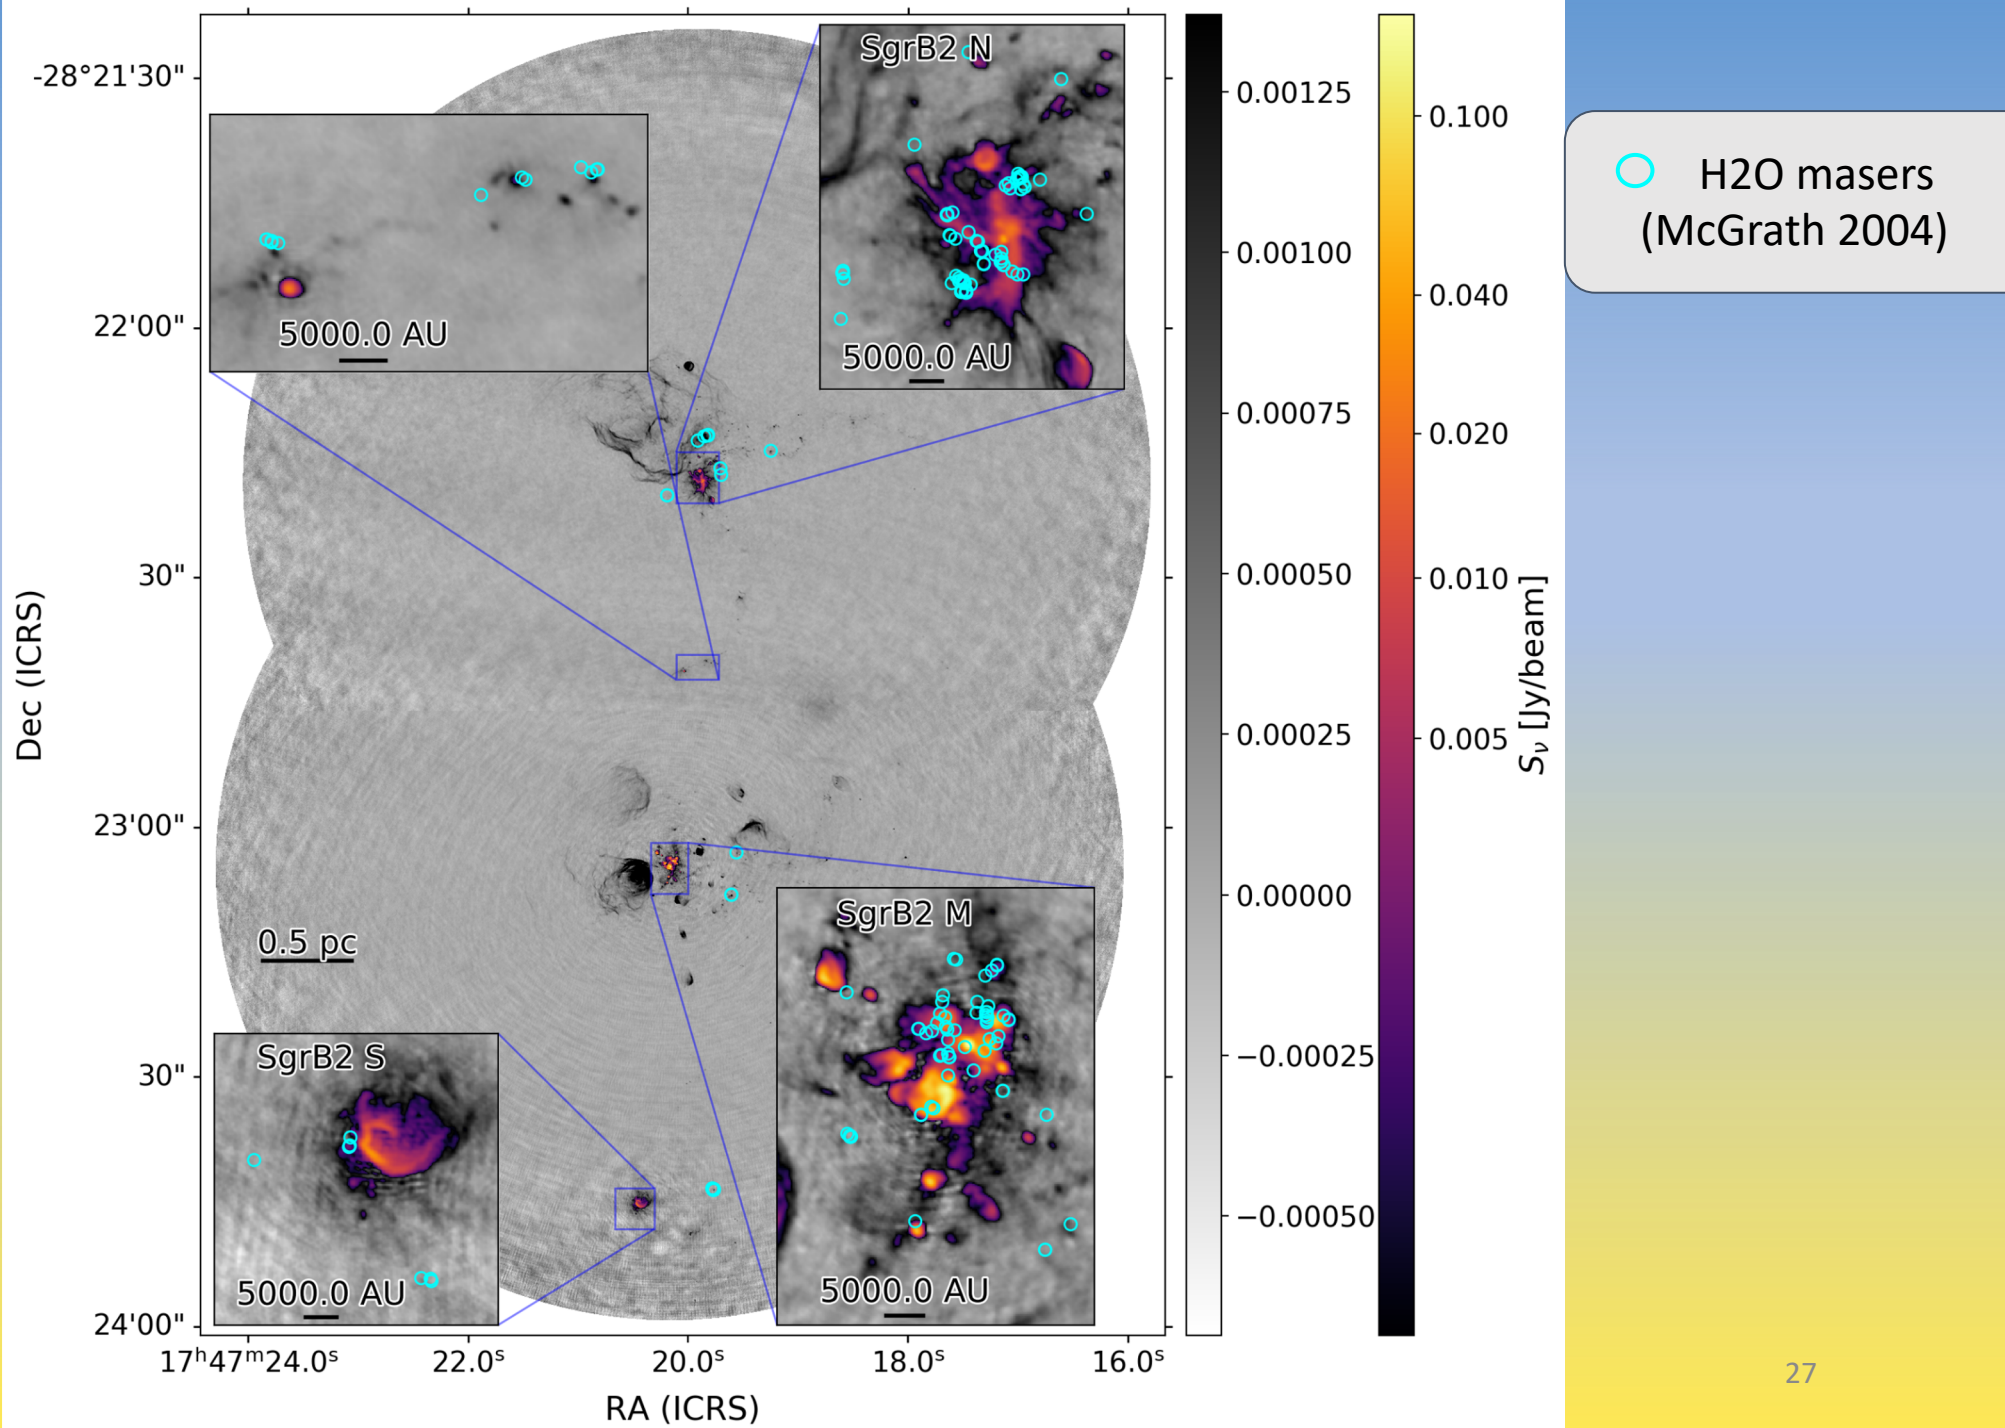 SgrB2 N
5000.0 AU
5000.0 AU
SgrB2 M
5000.0 AU
SgrB2 S
5000.0 AU
0.5 pc
-28°21'30"
22'00"
30"
23'00"
30"
24'00"
Dec (ICRS)
17ʰ47ᵐ24.0ˢ
22.0ˢ
20.0ˢ
18.0ˢ
16.0ˢ
RA (ICRS)
0.00125
0.00100
0.00075
0.00050
0.00025
0.00000
−0.00025
−0.00050
0.100
0.040
0.020
0.010
0.005
Sν [Jy/beam]
H2O masers
(McGrath 2004)
27